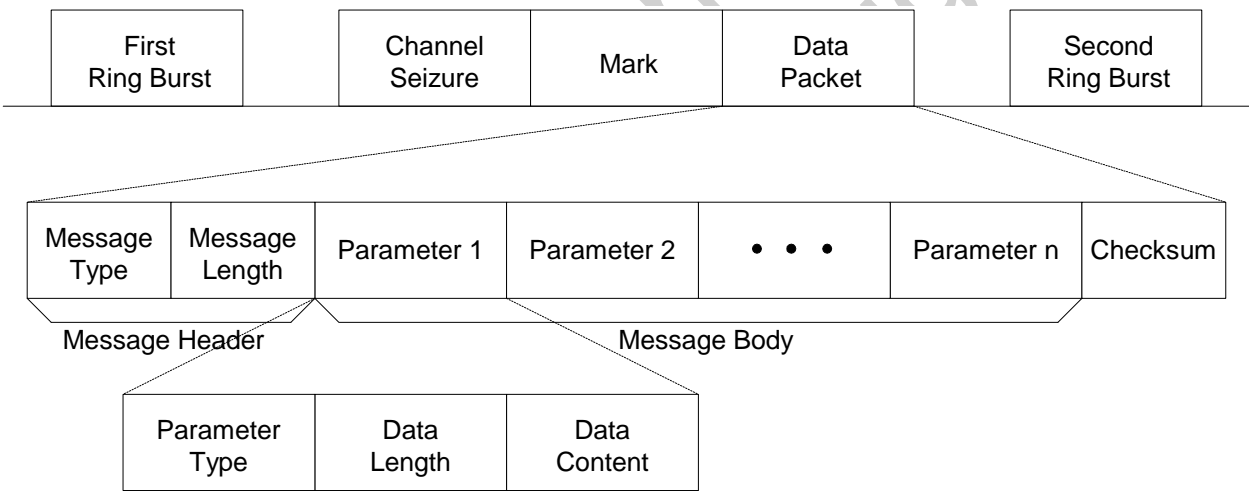 First
Ring Burst
Channel
Seizure
Mark
Data
Packet
Second
Ring Burst
Message
Type
Message
Length
Parameter 1
Parameter 2
• • •
Parameter n
Checksum
Message Header
Message Body
Parameter
Type
Data
Length
Data
Content